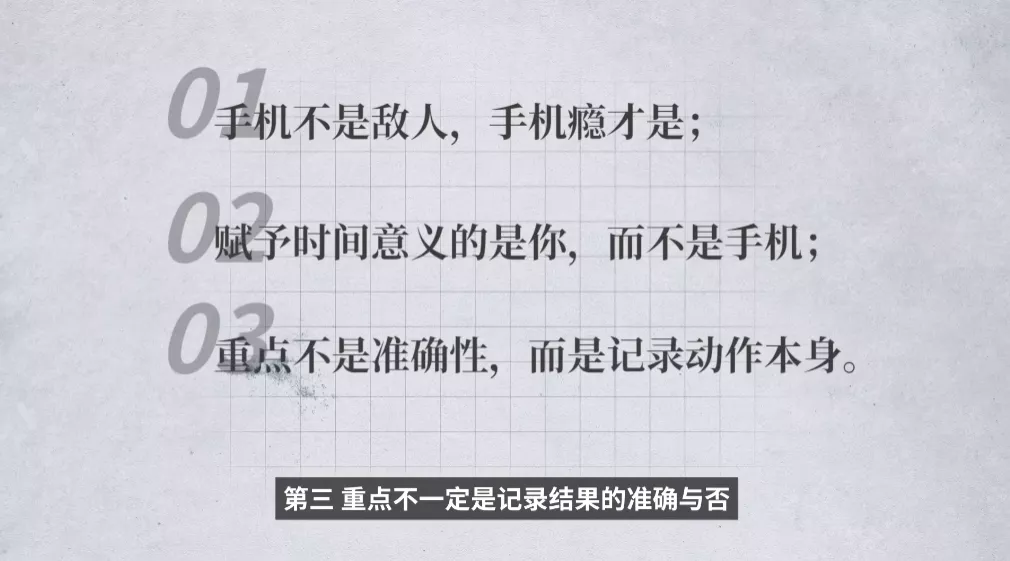 01
手机不是敌人，手机瘾才是；
02
赋予时间意义的是你，而不是手机；
03
重点不是准确性，而是记录动作本身。
第三 重点不一定是记录结果的准确与否